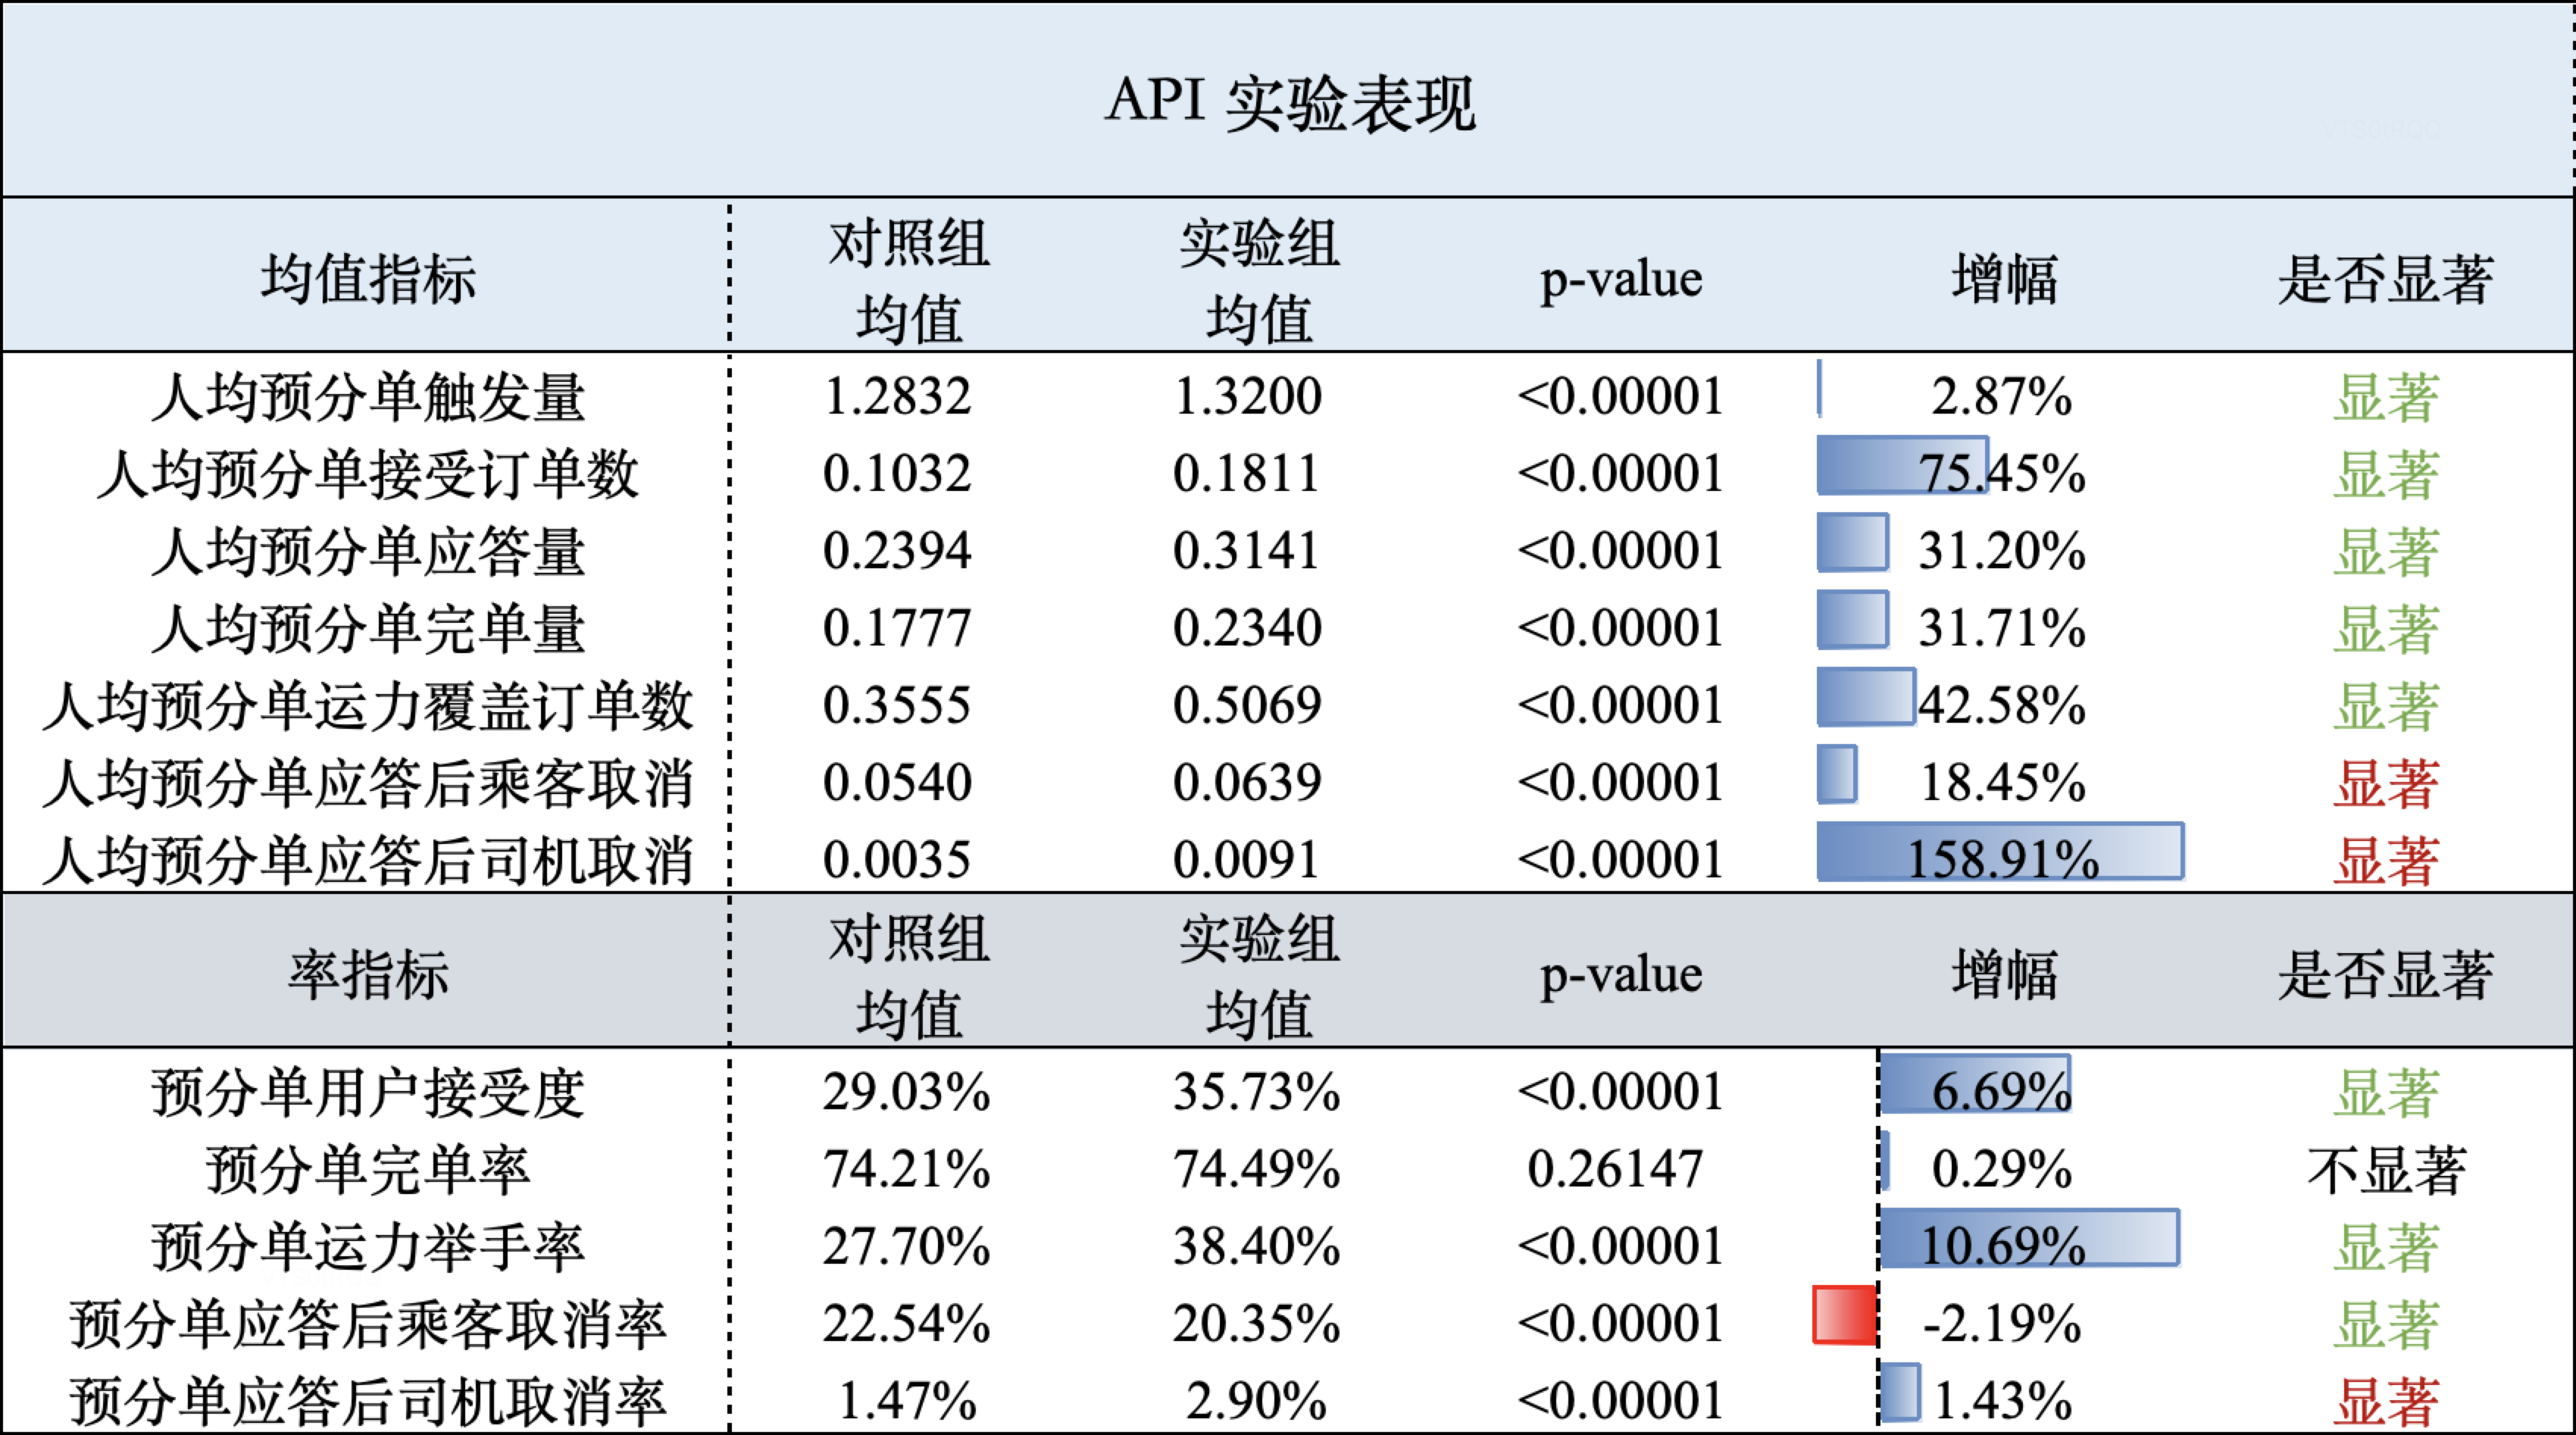 API 实验表现
均值指标 对照组均值 实验组均值 p-value 增幅 是否显著
人均预分单触发量 1.2832 1.3200 <0.00001 2.87% 显著
人均预分单接受订单数 0.1032 0.1811 <0.00001 75.45% 显著
人均预分单应答量 0.2394 0.3141 <0.00001 31.20% 显著
人均预分单完单量 0.1777 0.2340 <0.00001 31.71% 显著
人均预分单运力覆盖订单数 0.3555 0.5069 <0.00001 42.58% 显著
人均预分单应答后乘客取消 0.0540 0.0639 <0.00001 18.45% 显著
人均预分单应答后司机取消 0.0035 0.0091 <0.00001 158.91% 显著
率指标 对照组均值 实验组均值 p-value 增幅 是否显著
预分单用户接受度 29.03% 35.73% <0.00001 6.69% 显著
预分单完单率 74.21% 74.49% 0.26147 0.29% 不显著
预分单运力举手率 27.70% 38.40% <0.00001 10.69% 显著
预分单应答后乘客取消率 22.54% 20.35% <0.00001 -2.19% 显著
预分单应答后司机取消率 1.47% 2.90% <0.00001 1.43% 显著